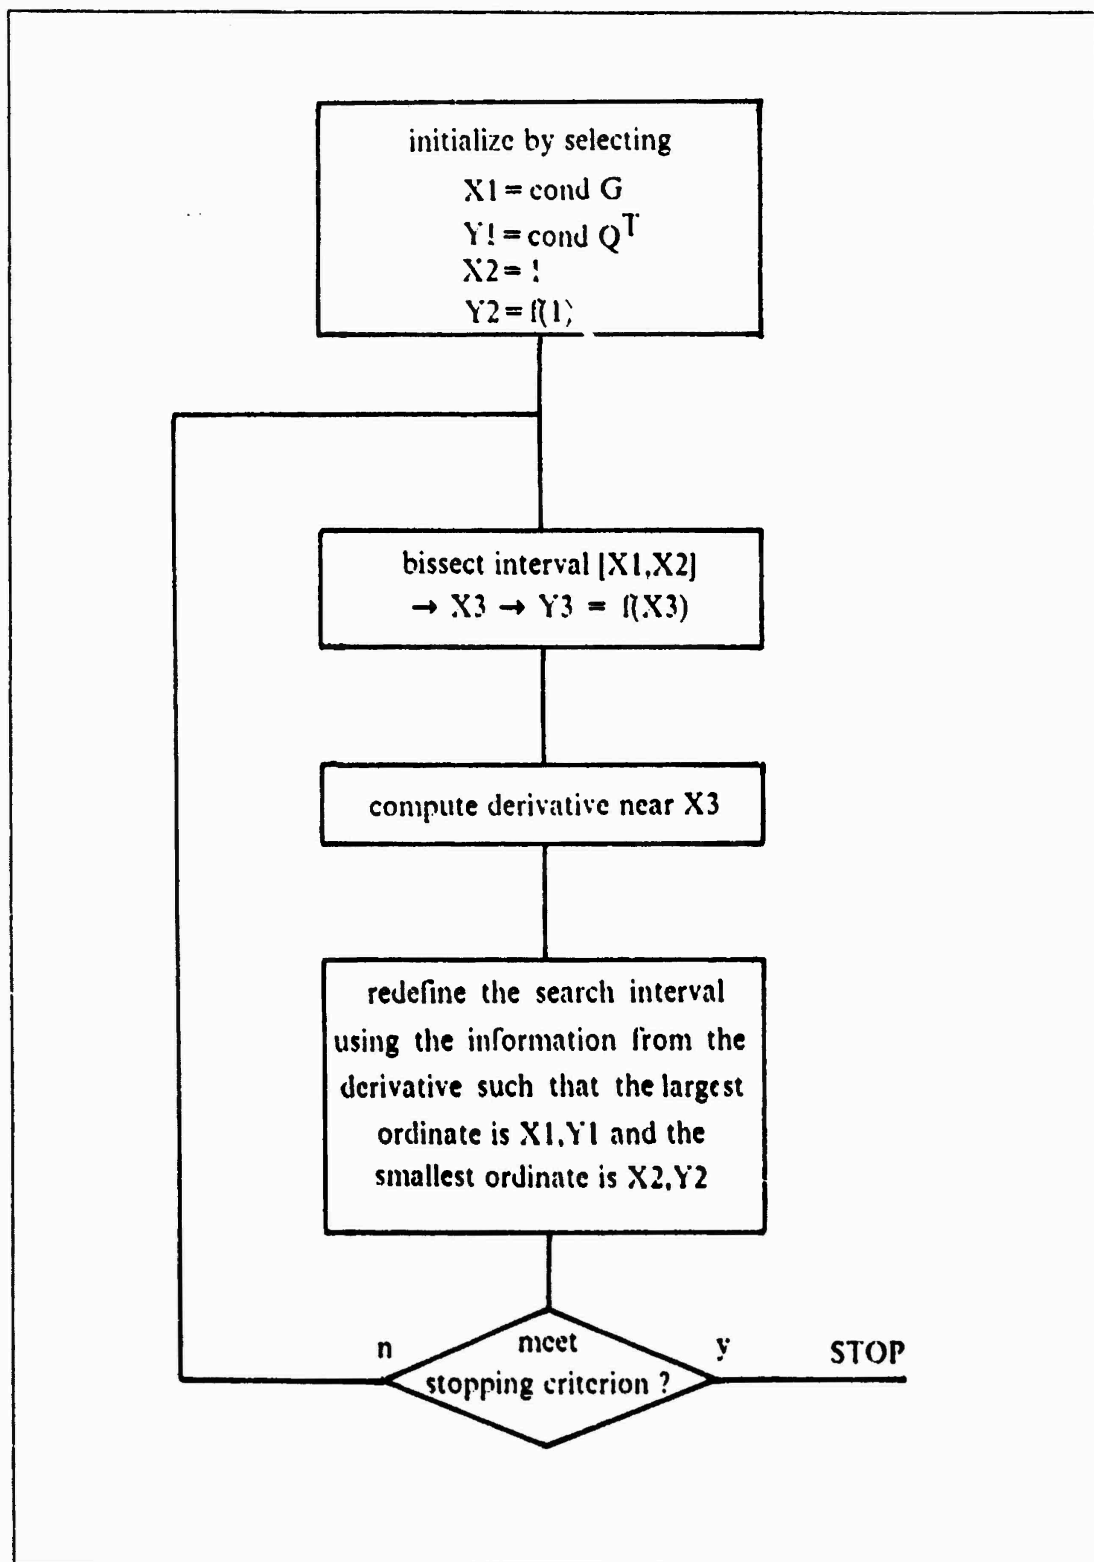 initialize by selecting
X1 = cond G
Y1 = cond Q^T
X2 = 1
Y2 = f(1)
bissect interval [X1,X2]
→ X3 → Y3 = f(X3)
compute derivative near X3
redefine the search interval
using the information from the
derivative such that the largest
ordinate is X1,Y1 and the
smallest ordinate is X2,Y2
n
meet
y
STOP
stopping criterion ?